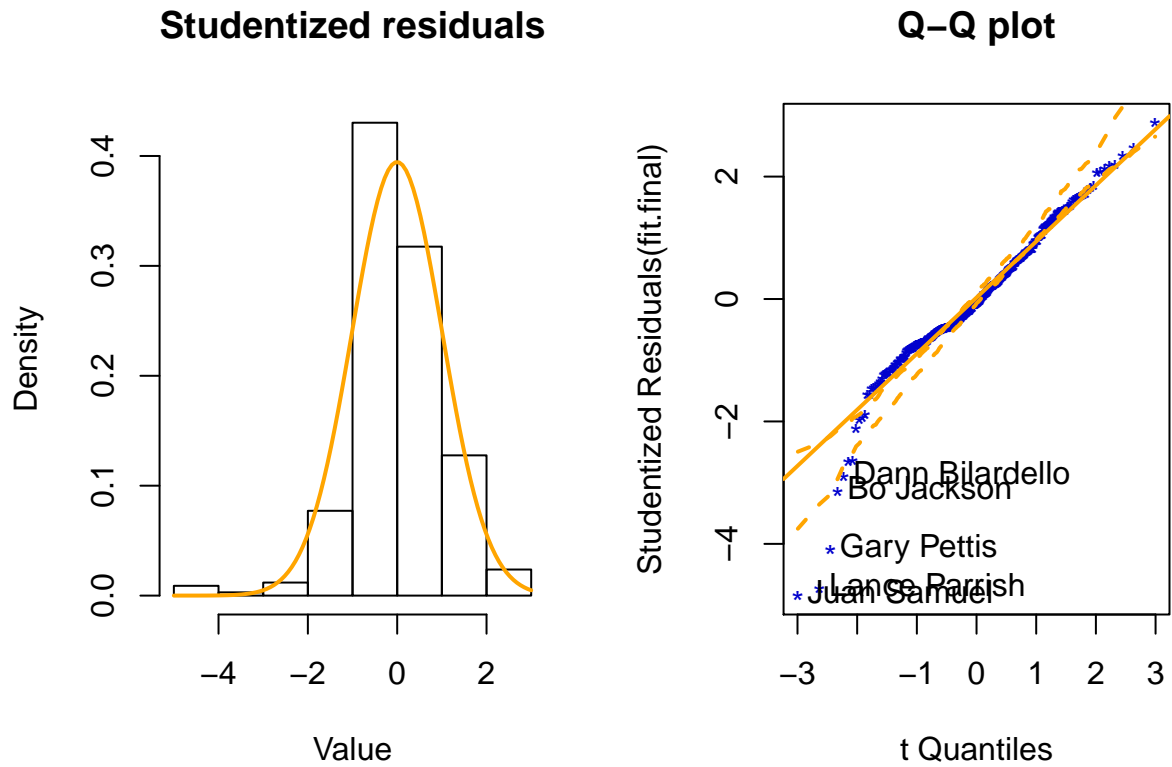 Studentized residuals
Density
0.0 0.1 0.2 0.3 0.4
−4 −2 0 2
Value
Q−Q plot
Studentized Residuals(fit.final)
−4 −2 0 2
Dann Bilardello
Bo Jackson
Gary Pettis
Lance Parrish
Juan Samuel
−3 −1 0 1 2 3
t Quantiles